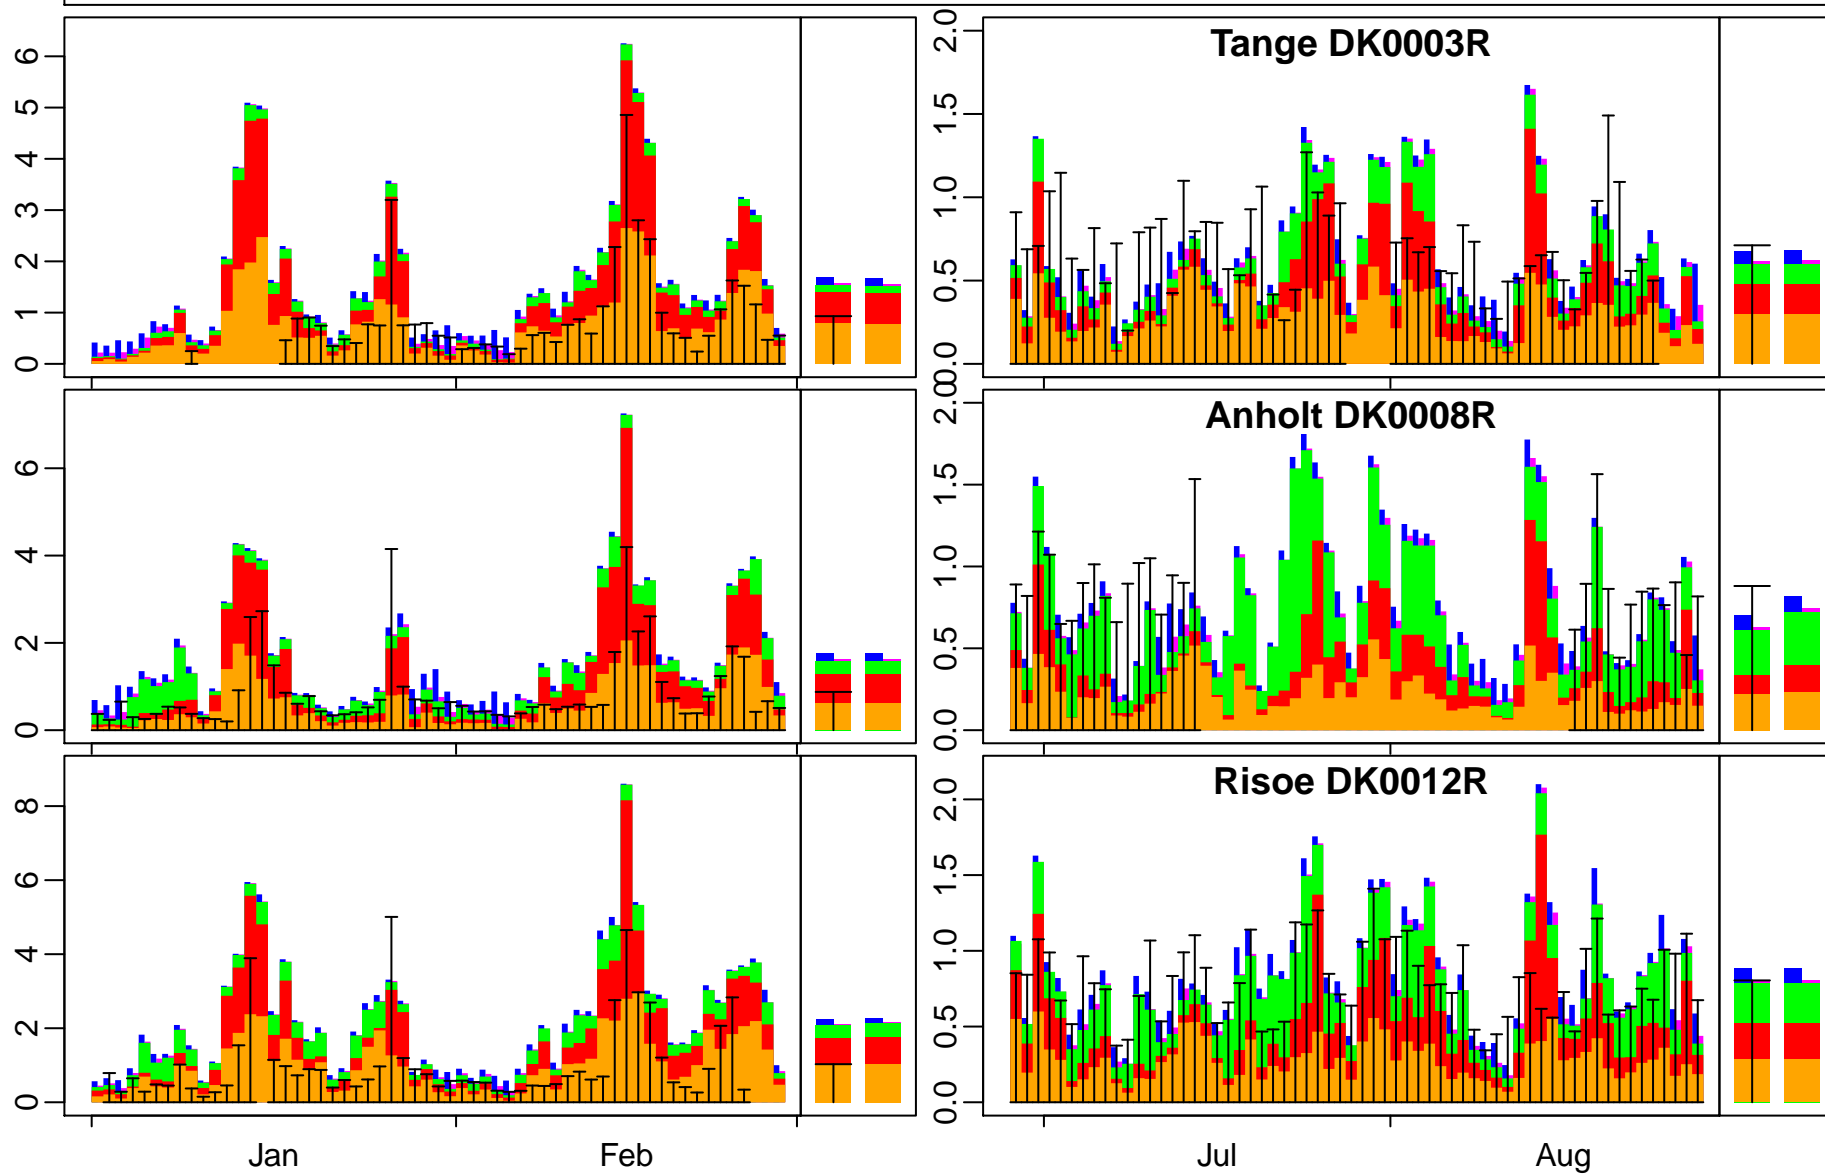 0 1 2 3 4 5 6
Tange DK0003R
0.0 0.5 1.0 1.5 2.0
0 2 4 6
Anholt DK0008R
0.0 0.5 1.0 1.5 2.0
0 2 4 6 8
Risoe DK0012R
0.0 0.5 1.0 1.5 2.0
Jan Feb Jul Aug